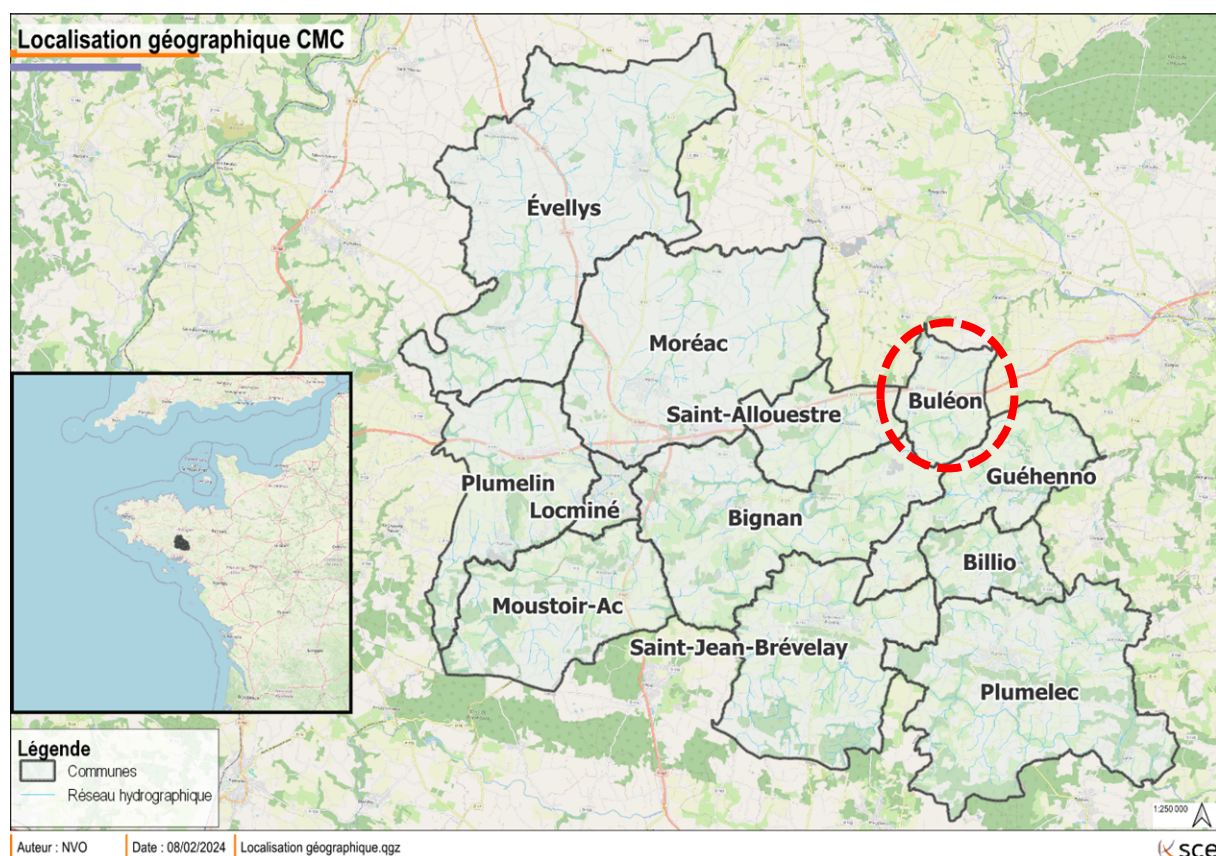 Localisation géographique CMC
Évellys
Moréac
Buléon
Saint-Allouestre
Guéhenno
Plumelin
Locminé
Bignan
Billio
Moustoir-Ac
Saint-Jean-Brévelay
Plumelec
Légende
Communes
Réseau hydrographique
1:250 000
Auteur : NVO
Date : 08/02/2024
Localisation géographique.qgz
sce